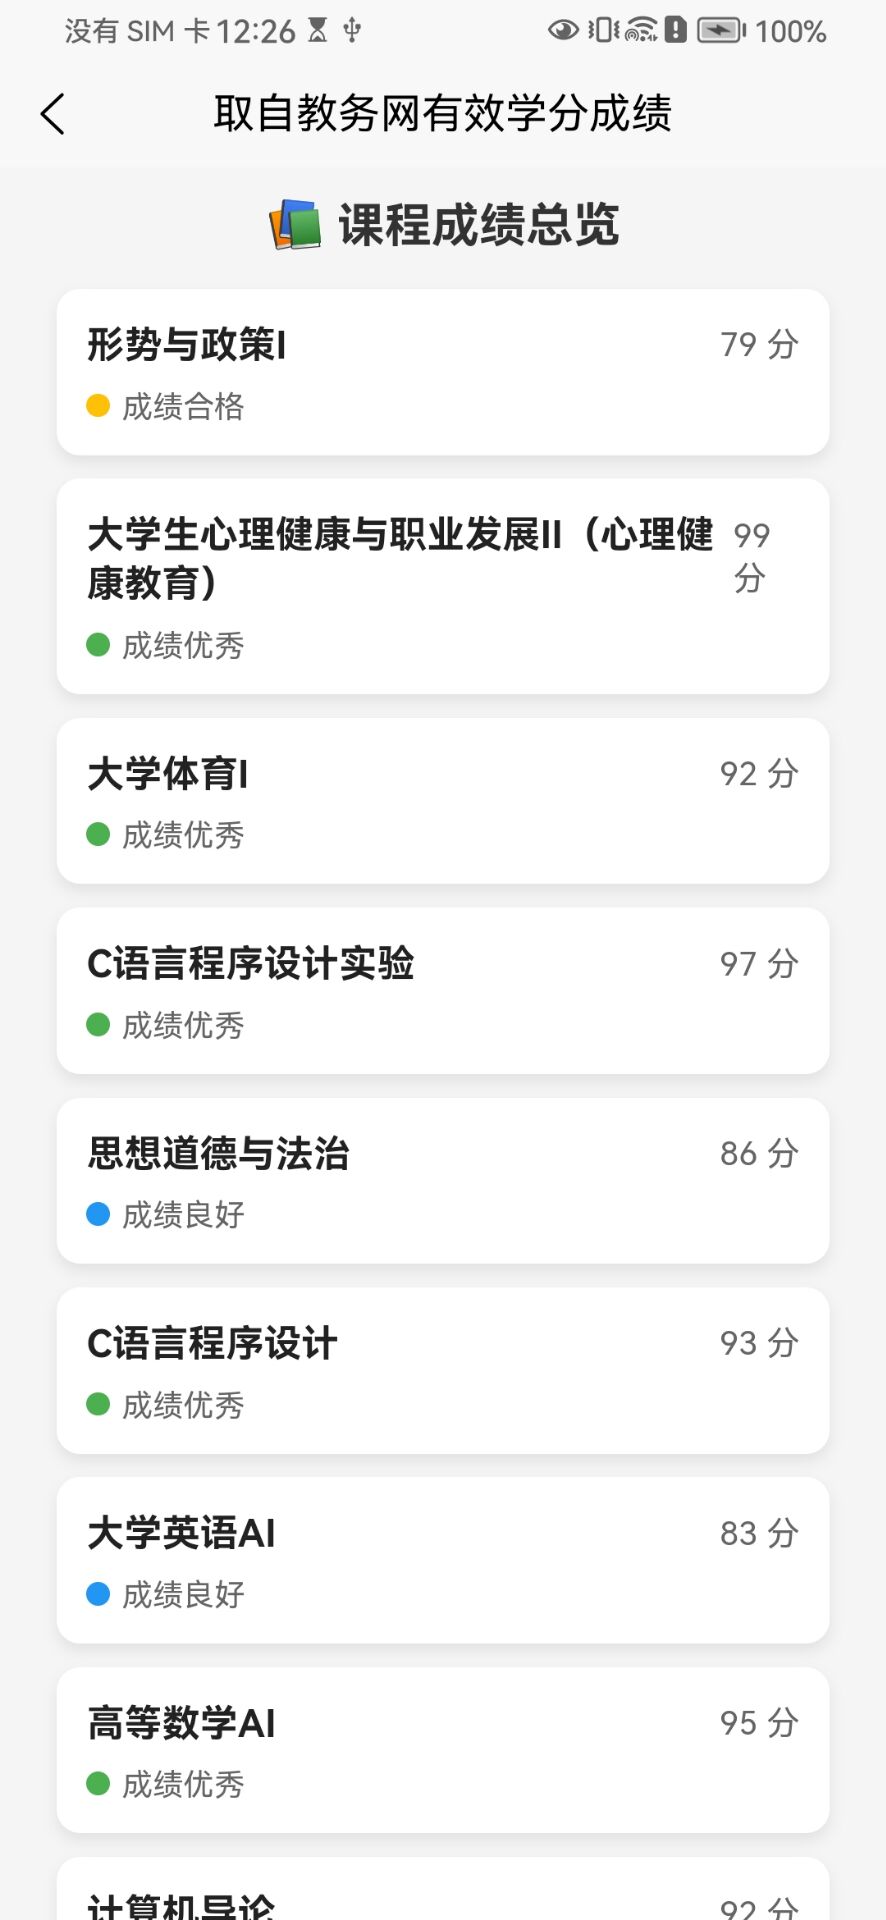 没有 SIM 卡 12:26 100%
取自教务网有效学分成绩
课程成绩总览
形势与政策I 79 分
成绩合格
大学生心理健康与职业发展II（心理健 99
康教育） 分
成绩优秀
大学体育I 92 分
成绩优秀
C语言程序设计实验 97 分
成绩优秀
思想道德与法治 86 分
成绩良好
C语言程序设计 93 分
成绩优秀
大学英语AI 83 分
成绩良好
高等数学AI 95 分
成绩优秀
计算机导论 92 分